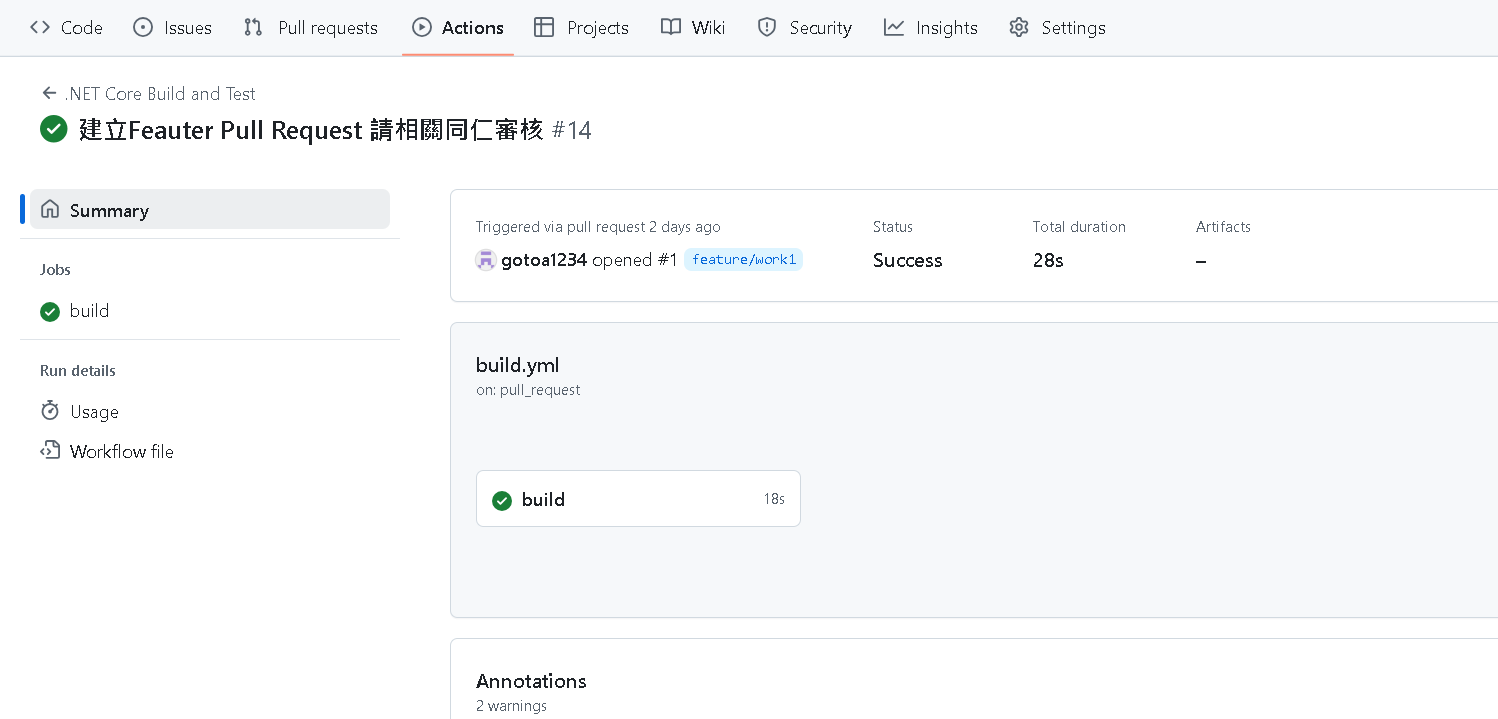 Code Issues Pull requests Actions Projects Wiki Security Insights Settings
.NET Core Build and Test
建立Feauter Pull Request 請相關同仁審核 #14
Summary
Jobs
build
Run details
Usage
Workflow file
Triggered via pull request 2 days ago
gotoa1234 opened #1 feature/work1
Status
Success
Total duration
28s
Artifacts
–
build.yml
on: pull_request
build 18s
Annotations
2 warnings